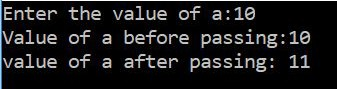 Enter the value of a:10
Value of a before passing:10
value of a after passing: 11